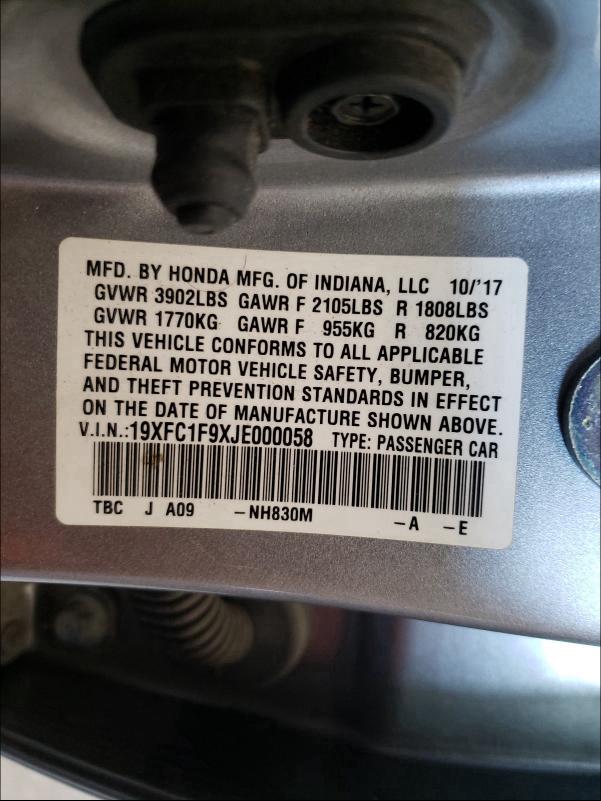 MFD. BY HONDA MFG. OF INDIANA, LLC 10/'17
GVWR 3902LBS GAWR F 2105LBS R 1808LBS
GVWR 1770KG GAWR F 955KG R 820KG
THIS VEHICLE CONFORMS TO ALL APPLICABLE
FEDERAL MOTOR VEHICLE SAFETY, BUMPER,
AND THEFT PREVENTION STANDARDS IN EFFECT
ON THE DATE OF MANUFACTURE SHOWN ABOVE.
V.I.N.:19XFC1F9XJE000058 TYPE: PASSENGER CAR
TBC J A09 -NH830M -A -E